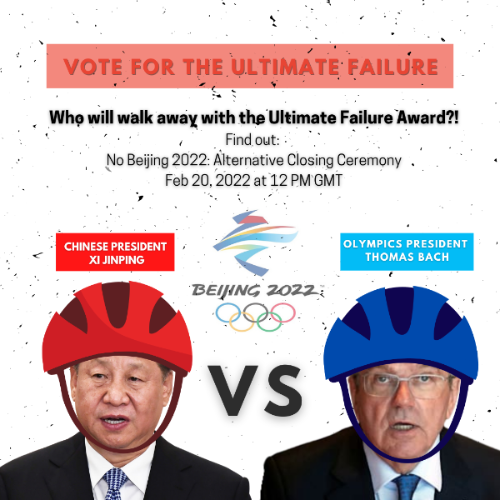 VOTE FOR THE ULTIMATE FAILURE
Who will walk away with the Ultimate Failure Award?!
Find out:
No Beijing 2022: Alternative Closing Ceremony
Feb 20, 2022 at 12 PM GMT
CHINESE PRESIDENT
XI JINPING
OLYMPICS PRESIDENT
THOMAS BACH
BEIJING 2022
VS